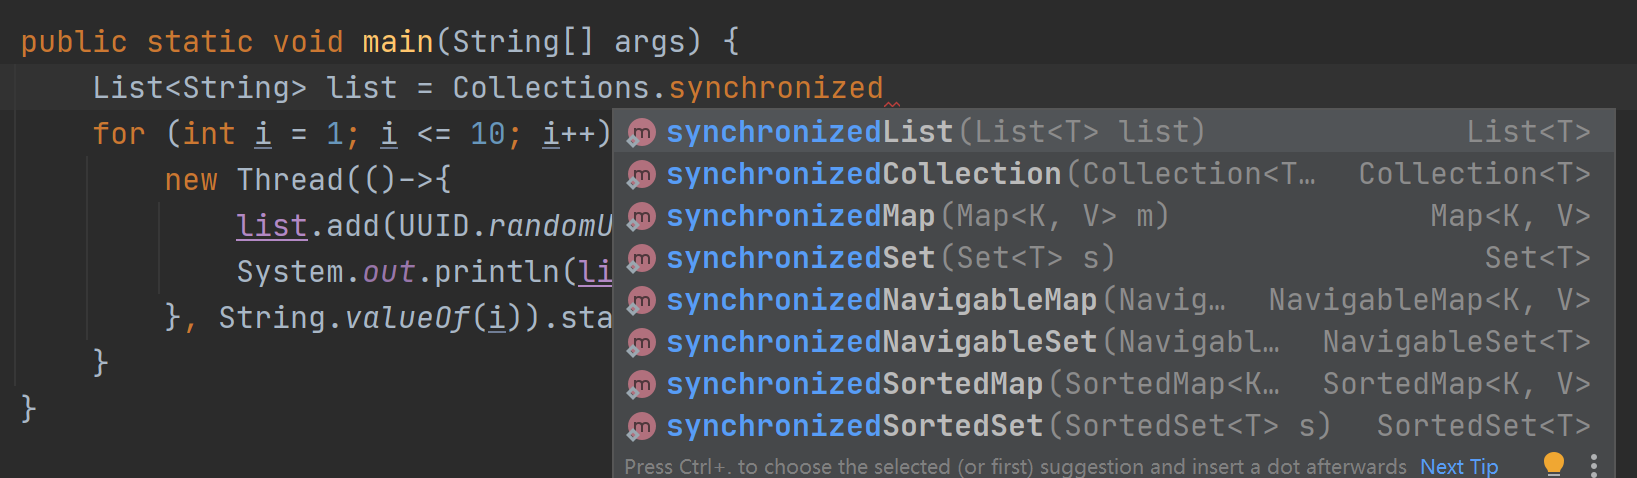 public static void main(String[] args) {
List<String> list = Collections.synchronized
for (int i = 1; i <= 10; i++)
new Thread(()->{
list.add(UUID.randomU
System.out.println(li
}, String.valueOf(i)).sta
}
}
synchronizedList(List<T> list) List<T>
synchronizedCollection(Collection<T… Collection<T>
synchronizedMap(Map<K, V> m) Map<K, V>
synchronizedSet(Set<T> s) Set<T>
synchronizedNavigableMap(Navig… NavigableMap<K, V>
synchronizedNavigableSet(Navigabl… NavigableSet<T>
synchronizedSortedMap(SortedMap<K… SortedMap<K, V>
synchronizedSortedSet(SortedSet<T> s) SortedSet<T>
Press Ctrl+. to choose the selected (or first) suggestion and insert a dot afterwards Next Tip